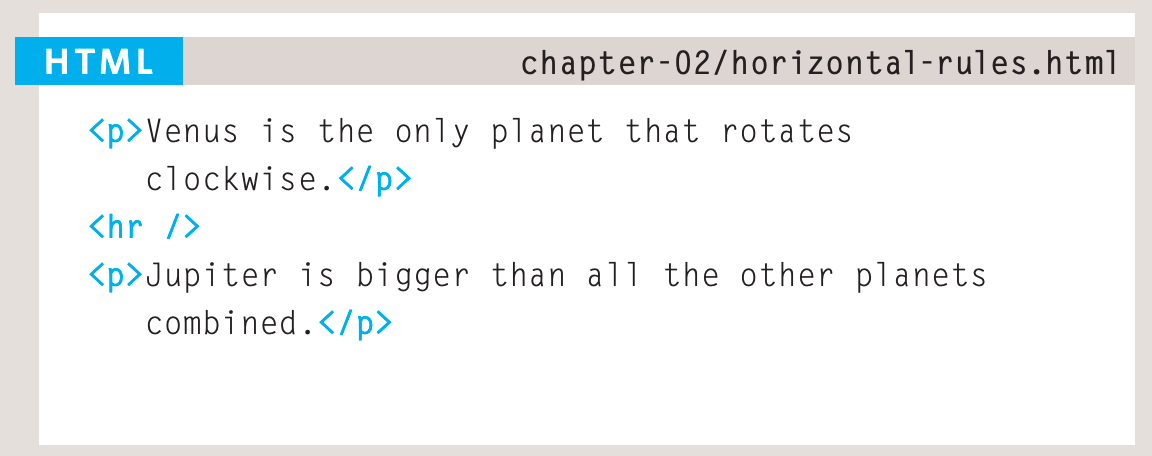 HTML chapter-02/horizontal-rules.html
<p>Venus is the only planet that rotates
clockwise.</p>
<hr />
<p>Jupiter is bigger than all the other planets
combined.</p>